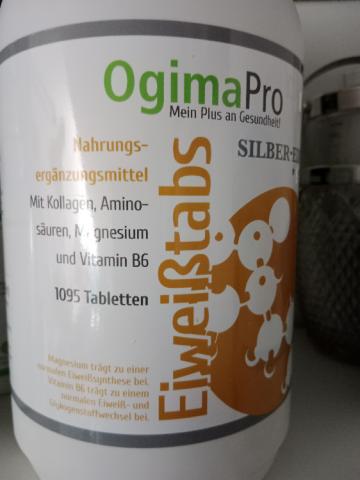 OgimaPro
Mein Plus an Gesundheit!
SILBER-E
Nahrungs-
ergänzungsmittel
Mit Kollagen, Amino-
säuren, Magnesium
und Vitamin B6
1095 Tabletten
Eiweißtabs
Magnesium trägt zu einer
normalen Eiweißsynthese bei.
Vitamin B6 trägt zu einem
normalen Eiweiß- und
Glykogenstoffwechsel bei.